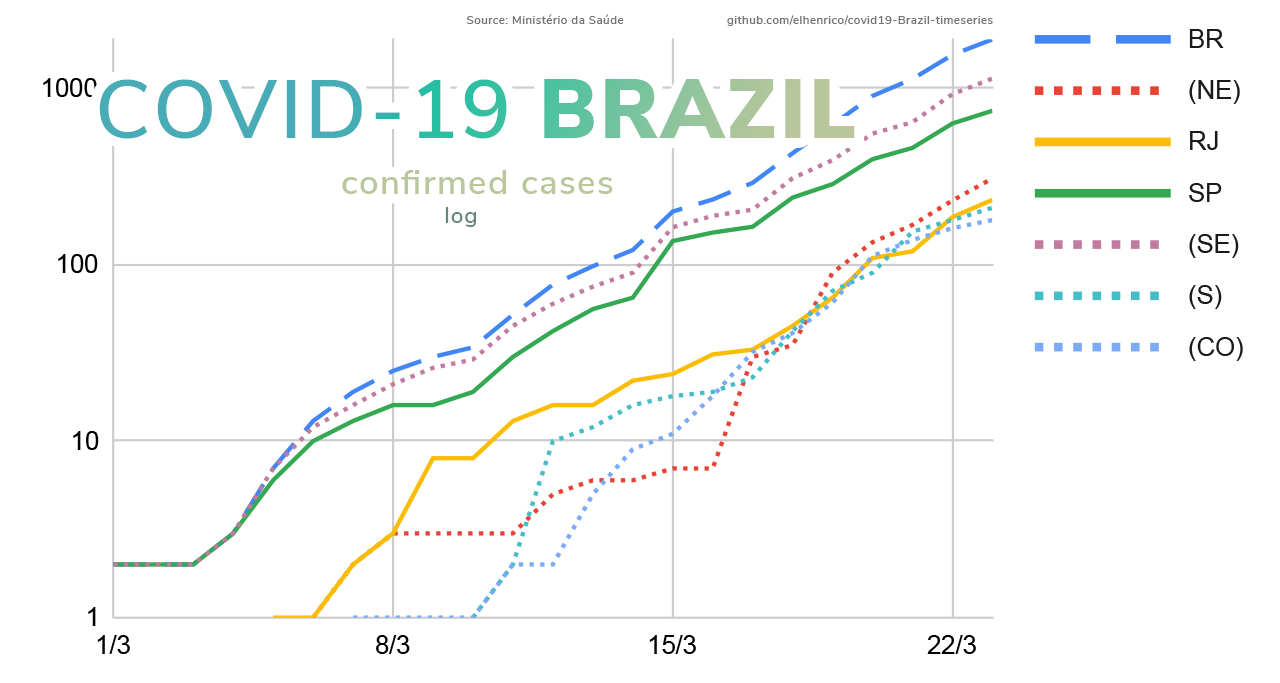 Source: Ministério da Saúde
github.com/elhenrico/covid19-Brazil-timeseries
COVID-19 BRAZIL
confirmed cases
log
1000
100
10
1
1/3
8/3
15/3
22/3
BR
(NE)
RJ
SP
(SE)
(S)
(CO)